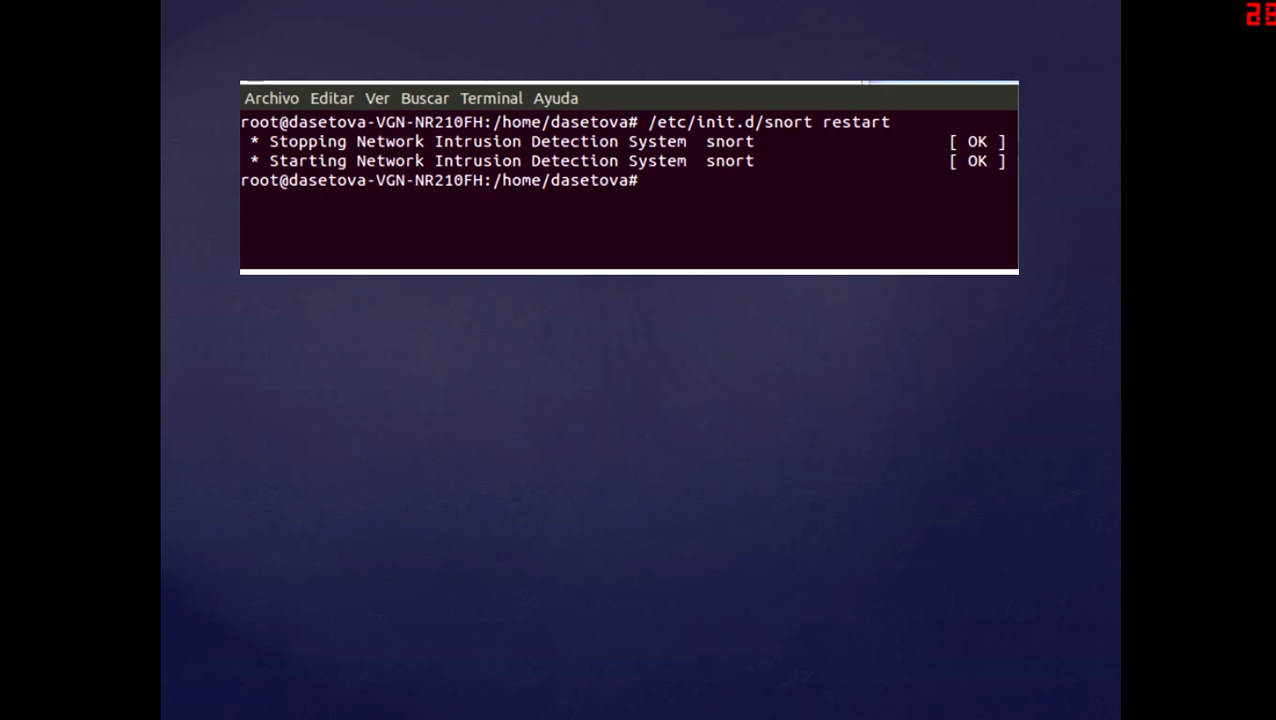 28
Archivo Editar Ver Buscar Terminal Ayuda
root@dasetova-VGN-NR210FH:/home/dasetova# /etc/init.d/snort restart
* Stopping Network Intrusion Detection System snort [ OK ]
* Starting Network Intrusion Detection System snort [ OK ]
root@dasetova-VGN-NR210FH:/home/dasetova#